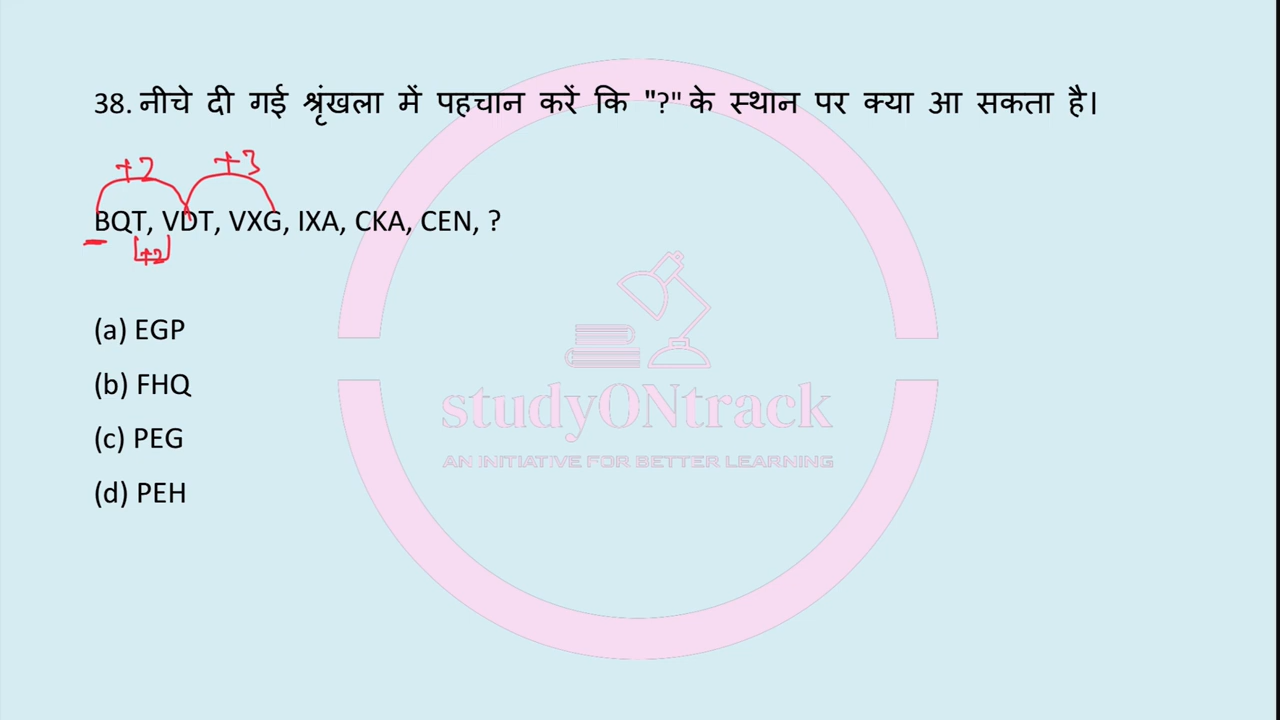 38. नीचे दी गई श्रृंखला में पहचान करें कि "?" के स्थान पर क्या आ सकता है।
+2 +3
BQT, VDT, VXG, IXA, CKA, CEN, ?
+2
(a) EGP
(b) FHQ
(c) PEG
(d) PEH
studyONtrack
AN INITIATIVE FOR BETTER LEARNING